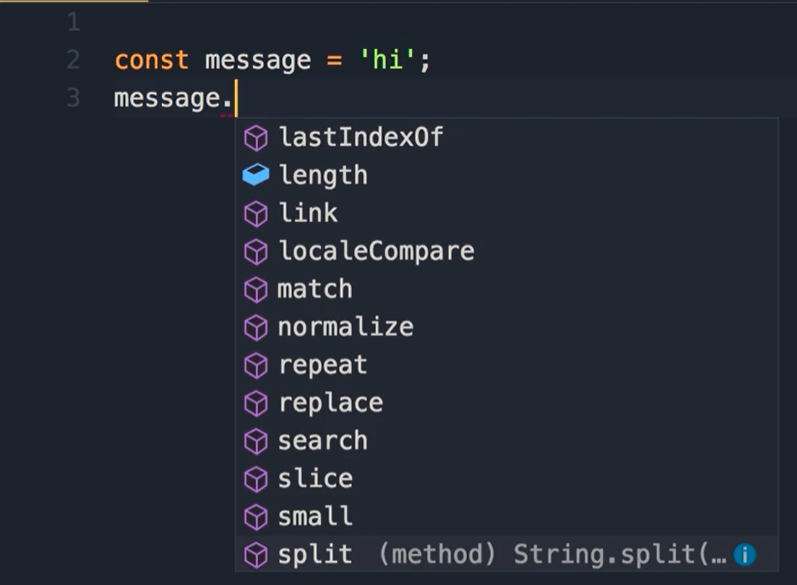 1
2 const message = 'hi';
3 message.
lastIndexOf
length
link
localeCompare
match
normalize
repeat
replace
search
slice
small
split (method) String.split(…